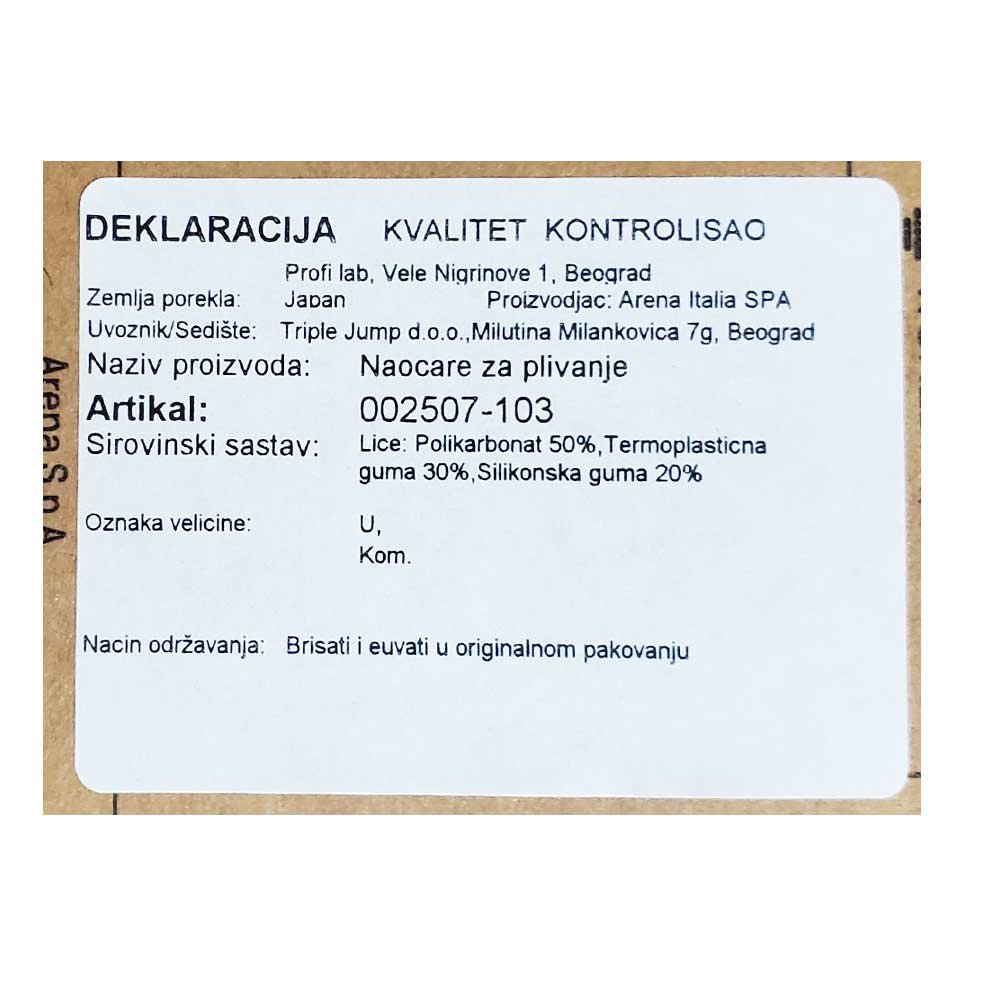 DEKLARACIJA KVALITET KONTROLISAO
Profi lab, Vele Nigrinove 1, Beograd
Zemlja porekla: Japan Proizvodjac: Arena Italia SPA
Uvoznik/Sedište: Triple Jump d.o.o.,Milutina Milankovica 7g, Beograd
Naziv proizvoda: Naocare za plivanje
Artikal: 002507-103
Sirovinski sastav: Lice: Polikarbonat 50%,Termoplasticna
guma 30%,Silikonska guma 20%
Oznaka velicine: U,
Kom.
Nacin održavanja: Brisati i euvati u originalnom pakovanju
Arena S.p.A